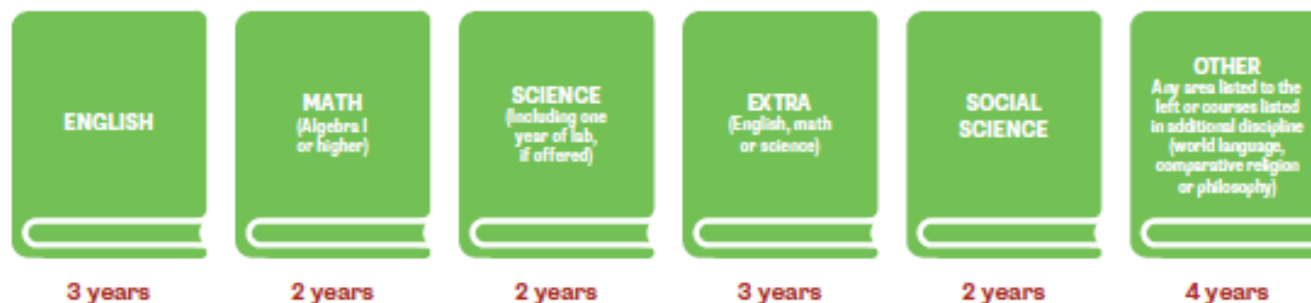 ENGLISH
3 years
MATH
(Algebra I
or higher)
2 years
SCIENCE
(Including one
year of lab,
if offered)
2 years
EXTRA
(English, math
or science)
3 years
SOCIAL
SCIENCE
2 years
OTHER
Any area listed to the
left or courses listed
in additional discipline
(world language,
comparative religion
or philosophy)
4 years